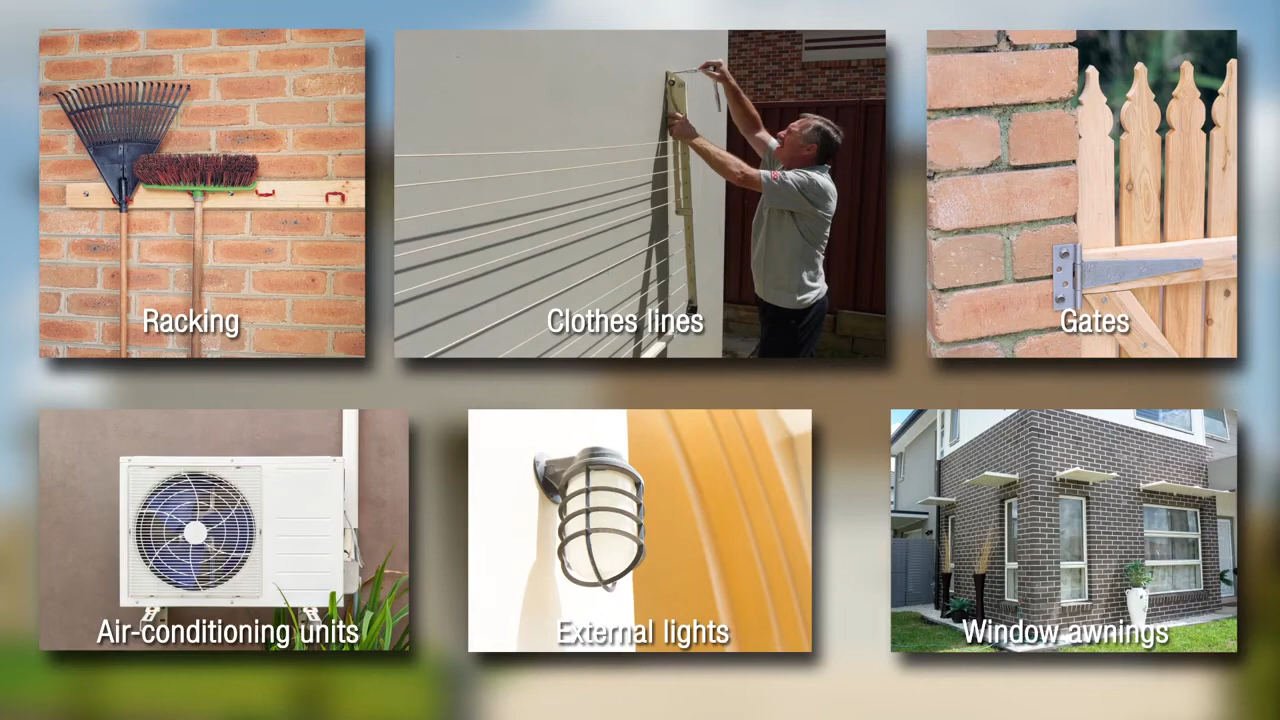 Racking
Clothes lines
Gates
Air-conditioning units
External lights
Window awnings